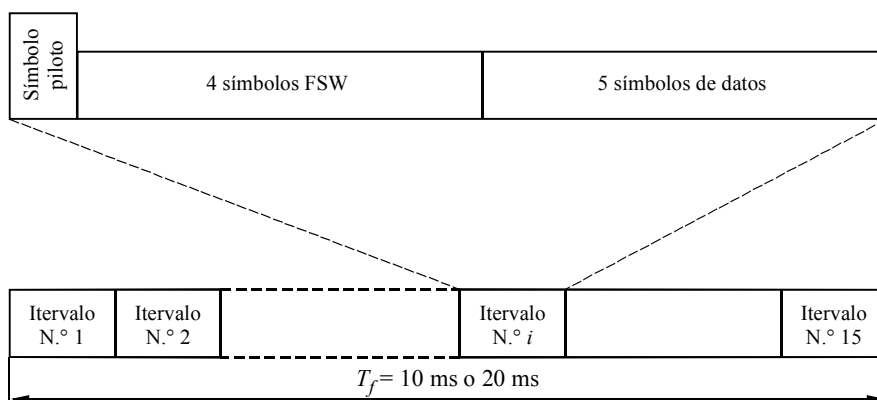 Símbolo
piloto
4 símbolos FSW
5 símbolos de datos
Itervalo
N.° 1
Itervalo
N.° 2
Itervalo
N.° i
Itervalo
N.° 15
T_f = 10 ms o 20 ms